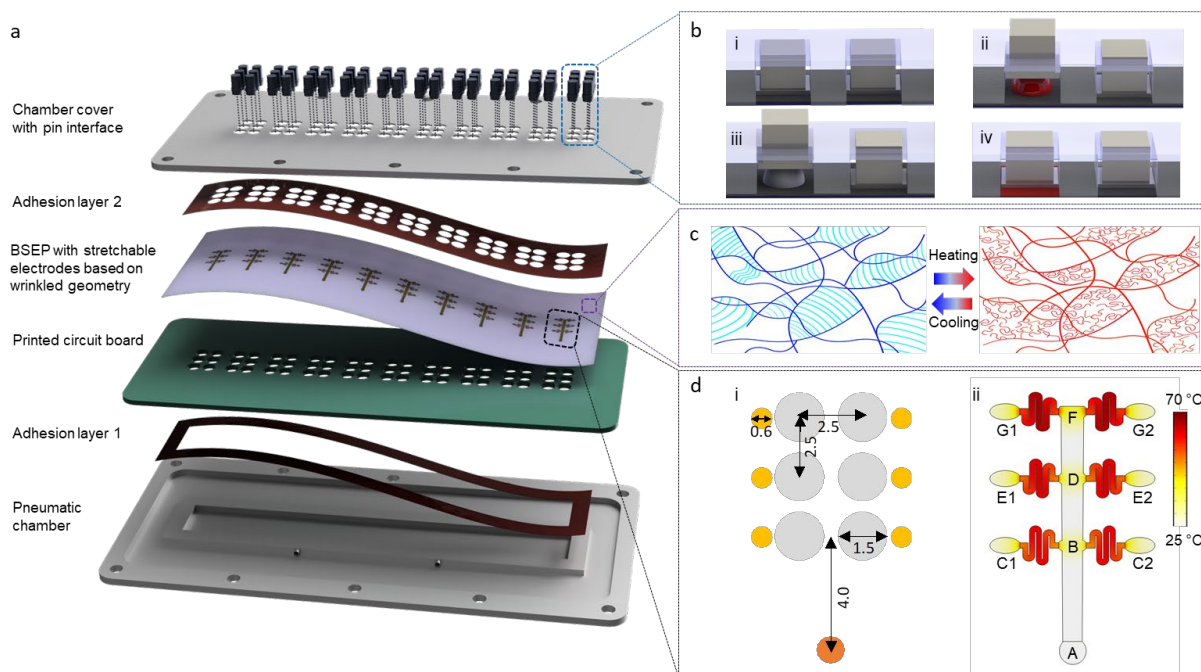 a
Chamber cover
with pin interface
Adhesion layer 2
BSEP with stretchable
electrodes based on
wrinkled geometry
Printed circuit board
Adhesion layer 1
Pneumatic
chamber
b
i
ii
iii
iv
c
Heating
Cooling
d
i
0.6
2.5
2.5
1.5
4.0
ii
70 °C
25 °C
G1
F
G2
E1
D
E2
C1
B
C2
A